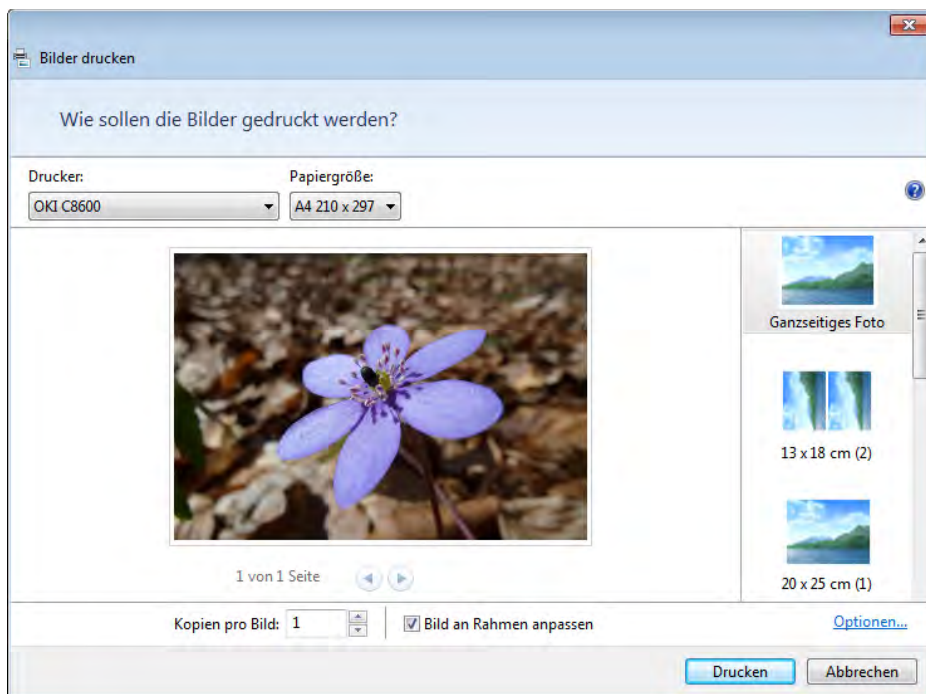 Bilder drucken
Wie sollen die Bilder gedruckt werden?
Drucker: Papiergröße:
OKI C8600 A4 210 x 297
Ganzseitiges Foto
13 x 18 cm (2)
20 x 25 cm (1)
1 von 1 Seite
Kopien pro Bild: 1 Bild an Rahmen anpassen Optionen...
Drucken Abbrechen